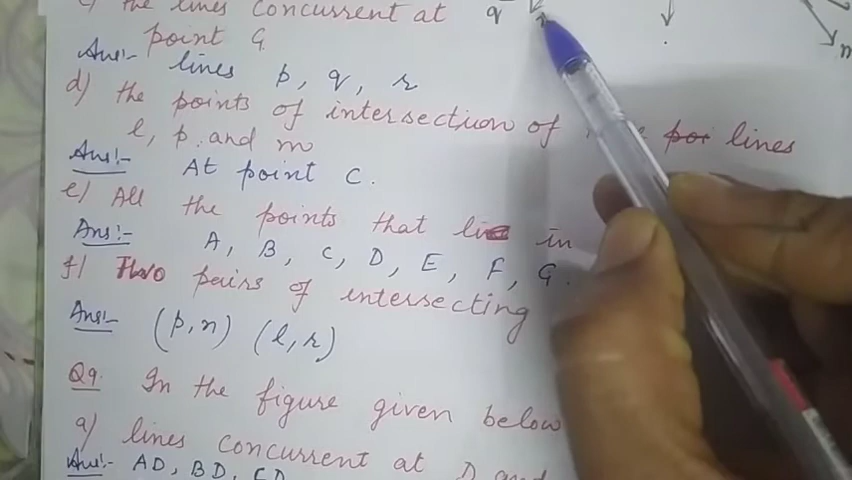 the lines concurrent at
point G
Ans:- lines p, q, r
d) the points of intersection of lines
l, p and m
Ans:- At point C.
e) All the points that lie in
Ans:- A, B, C, D, E, F, G.
f) Two pairs of intersecting
Ans:- (p,n) (l,r)
Q9. In the figure given below
a) lines concurrent at D and
Ans:- AD, BD, CD
q
m